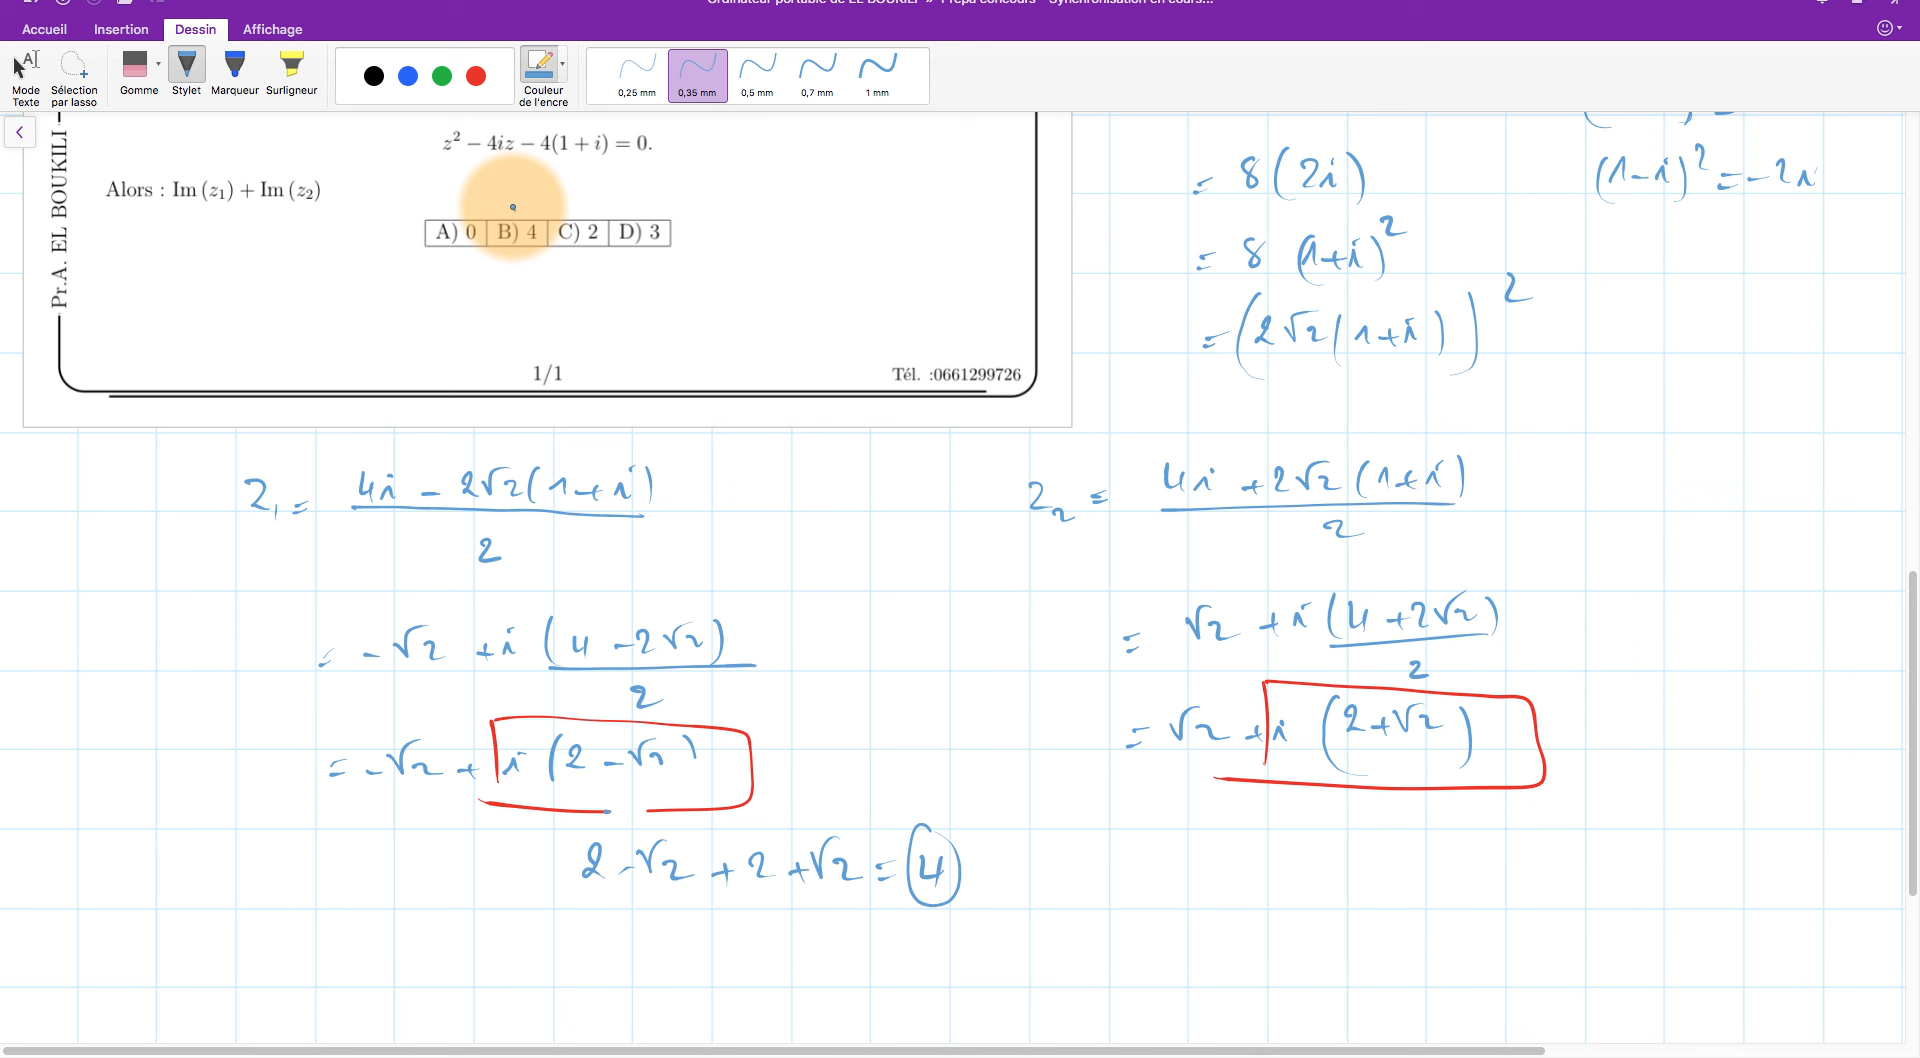 Accueil Insertion Dessin Affichage
Mode Texte
Sélection par lasso
Gomme
Stylet
Marqueur
Surligneur
Couleur de l'encre
0,25 mm 0,35 mm 0,5 mm 0,7 mm 1 mm
Pr.A. EL BOUKILI
z² − 4iz − 4(1 + i) = 0.
Alors : Im (z₁) + Im (z₂)
A) 0 B) 4 C) 2 D) 3
1/1
Tél. :0661299726
= 8(2i)
(1-i)² = -2i
= 8 (1+i)²
= (2√2(1+i))²
z₁ = (4i - 2√2(1+i))/2
= -√2 + i (4 - 2√2)/2
= -√2 + i (2 - √2)
z₂ = (4i + 2√2(1+i))/2
= √2 + i (4 + 2√2)/2
= √2 + i (2 + √2)
2 - √2 + 2 + √2 = 4